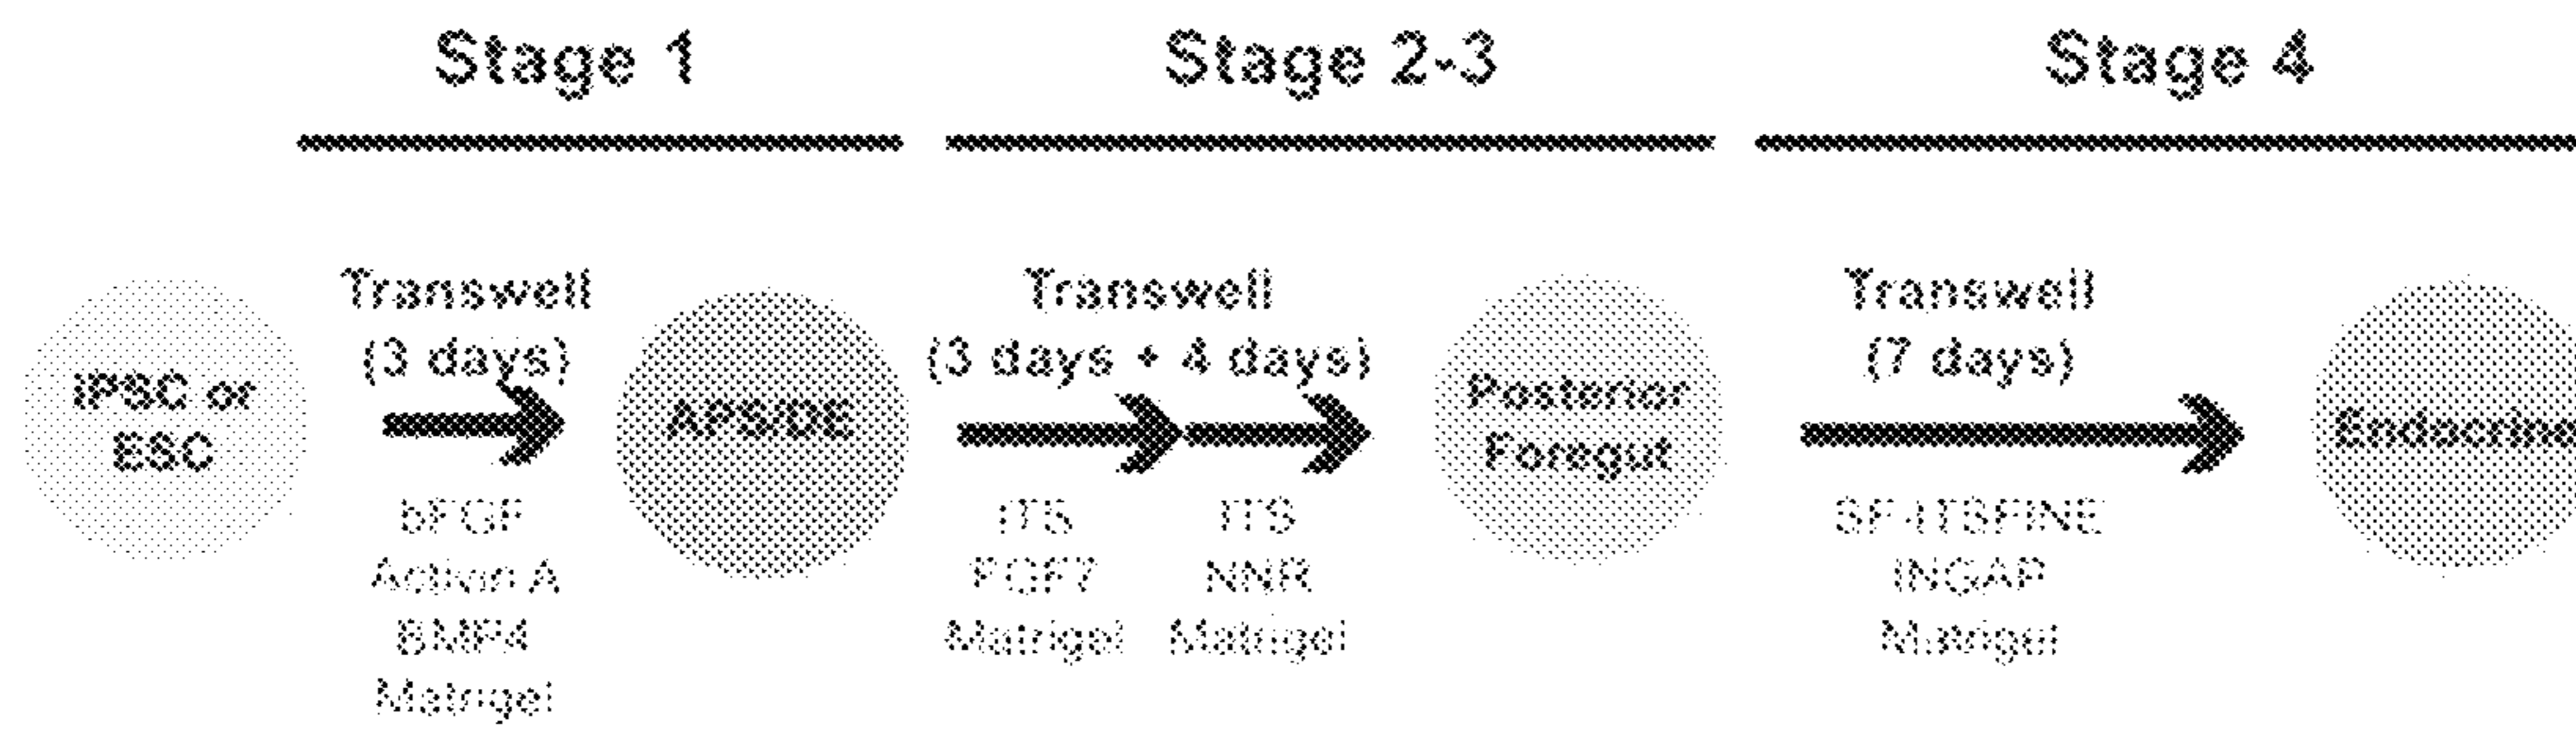 Stage 1
Stage 2-3
Stage 4
iPSC or
ESC
Transwell
(3 days)
bFGF
Activin A
BMP4
Matrigel
APS/DE
Transwell
(3 days + 4 days)
ITS
FGF7
Matrigel
ITS
NNR
Matrigel
Posterior
Foregut
Transwell
(7 days)
INGAP
Matrigel
Endocrine